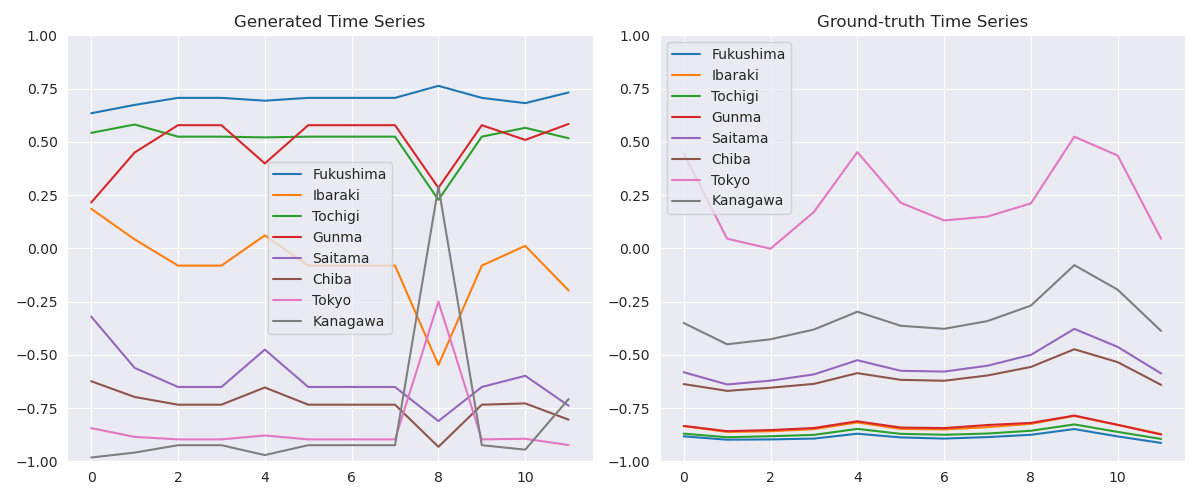 Generated Time Series
1.00
0.75
0.50
0.25
0.00
−0.25
−0.50
−0.75
−1.00
0 2 4 6 8 10
Fukushima
Ibaraki
Tochigi
Gunma
Saitama
Chiba
Tokyo
Kanagawa
Ground-truth Time Series
1.00
0.75
0.50
0.25
0.00
−0.25
−0.50
−0.75
−1.00
0 2 4 6 8 10
Fukushima
Ibaraki
Tochigi
Gunma
Saitama
Chiba
Tokyo
Kanagawa